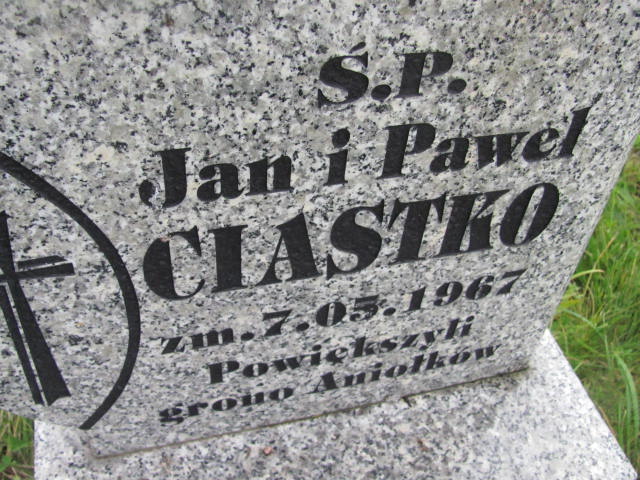 Ś.P.
Jan i Paweł
CIASTKO
zm. 7.05.1967
Powiększyli
grono Aniołków